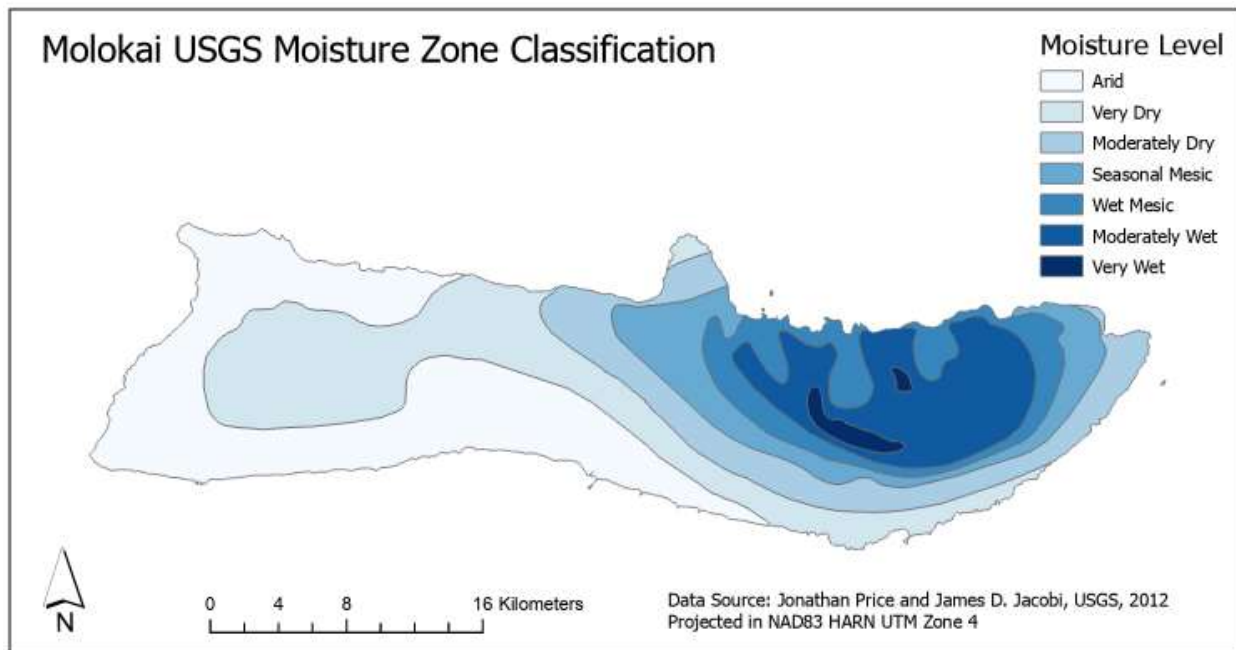 Molokai USGS Moisture Zone Classification
Moisture Level
Arid
Very Dry
Moderately Dry
Seasonal Mesic
Wet Mesic
Moderately Wet
Very Wet
N
0 4 8 16 Kilometers
Data Source: Jonathan Price and James D. Jacobi, USGS, 2012
Projected in NAD83 HARN UTM Zone 4